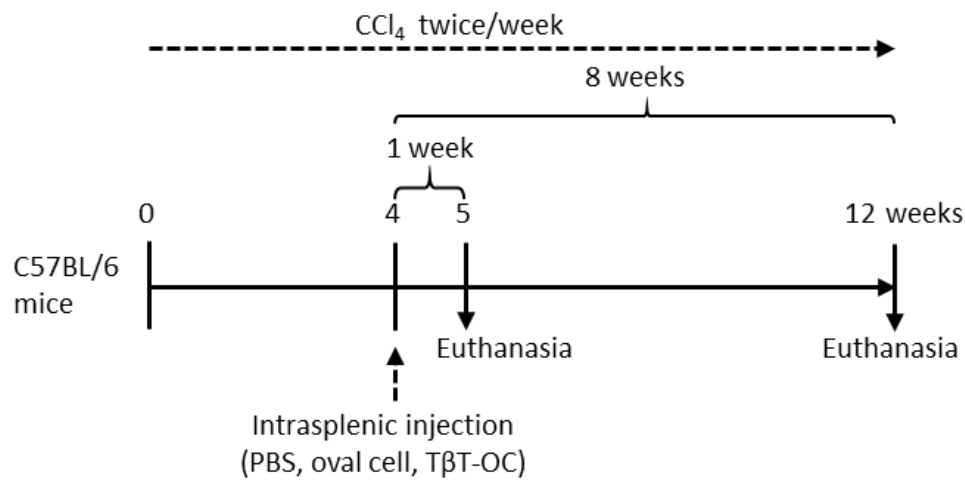 CCl₄ twice/week
8 weeks
1 week
0
4
5
12 weeks
C57BL/6
mice
Euthanasia
Euthanasia
Intrasplenic injection
(PBS, oval cell, TβT-OC)